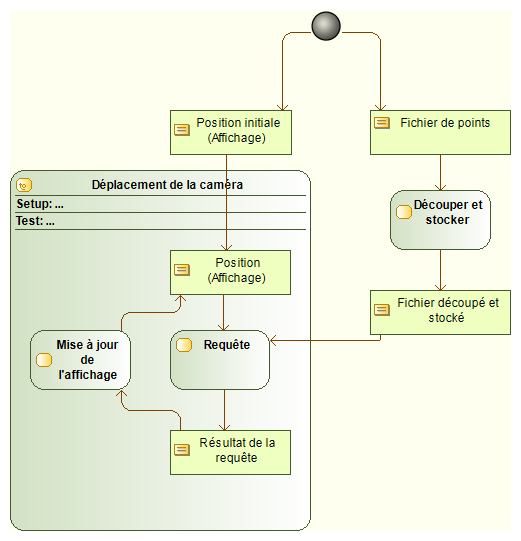 Position initiale
(Affichage)
Fichier de points
Déplacement de la caméra
Setup: ...
Test: ...
Découper et
stocker
Position
(Affichage)
Fichier découpé et
stocké
Mise à jour
de
l'affichage
Requête
Résultat de la
requête